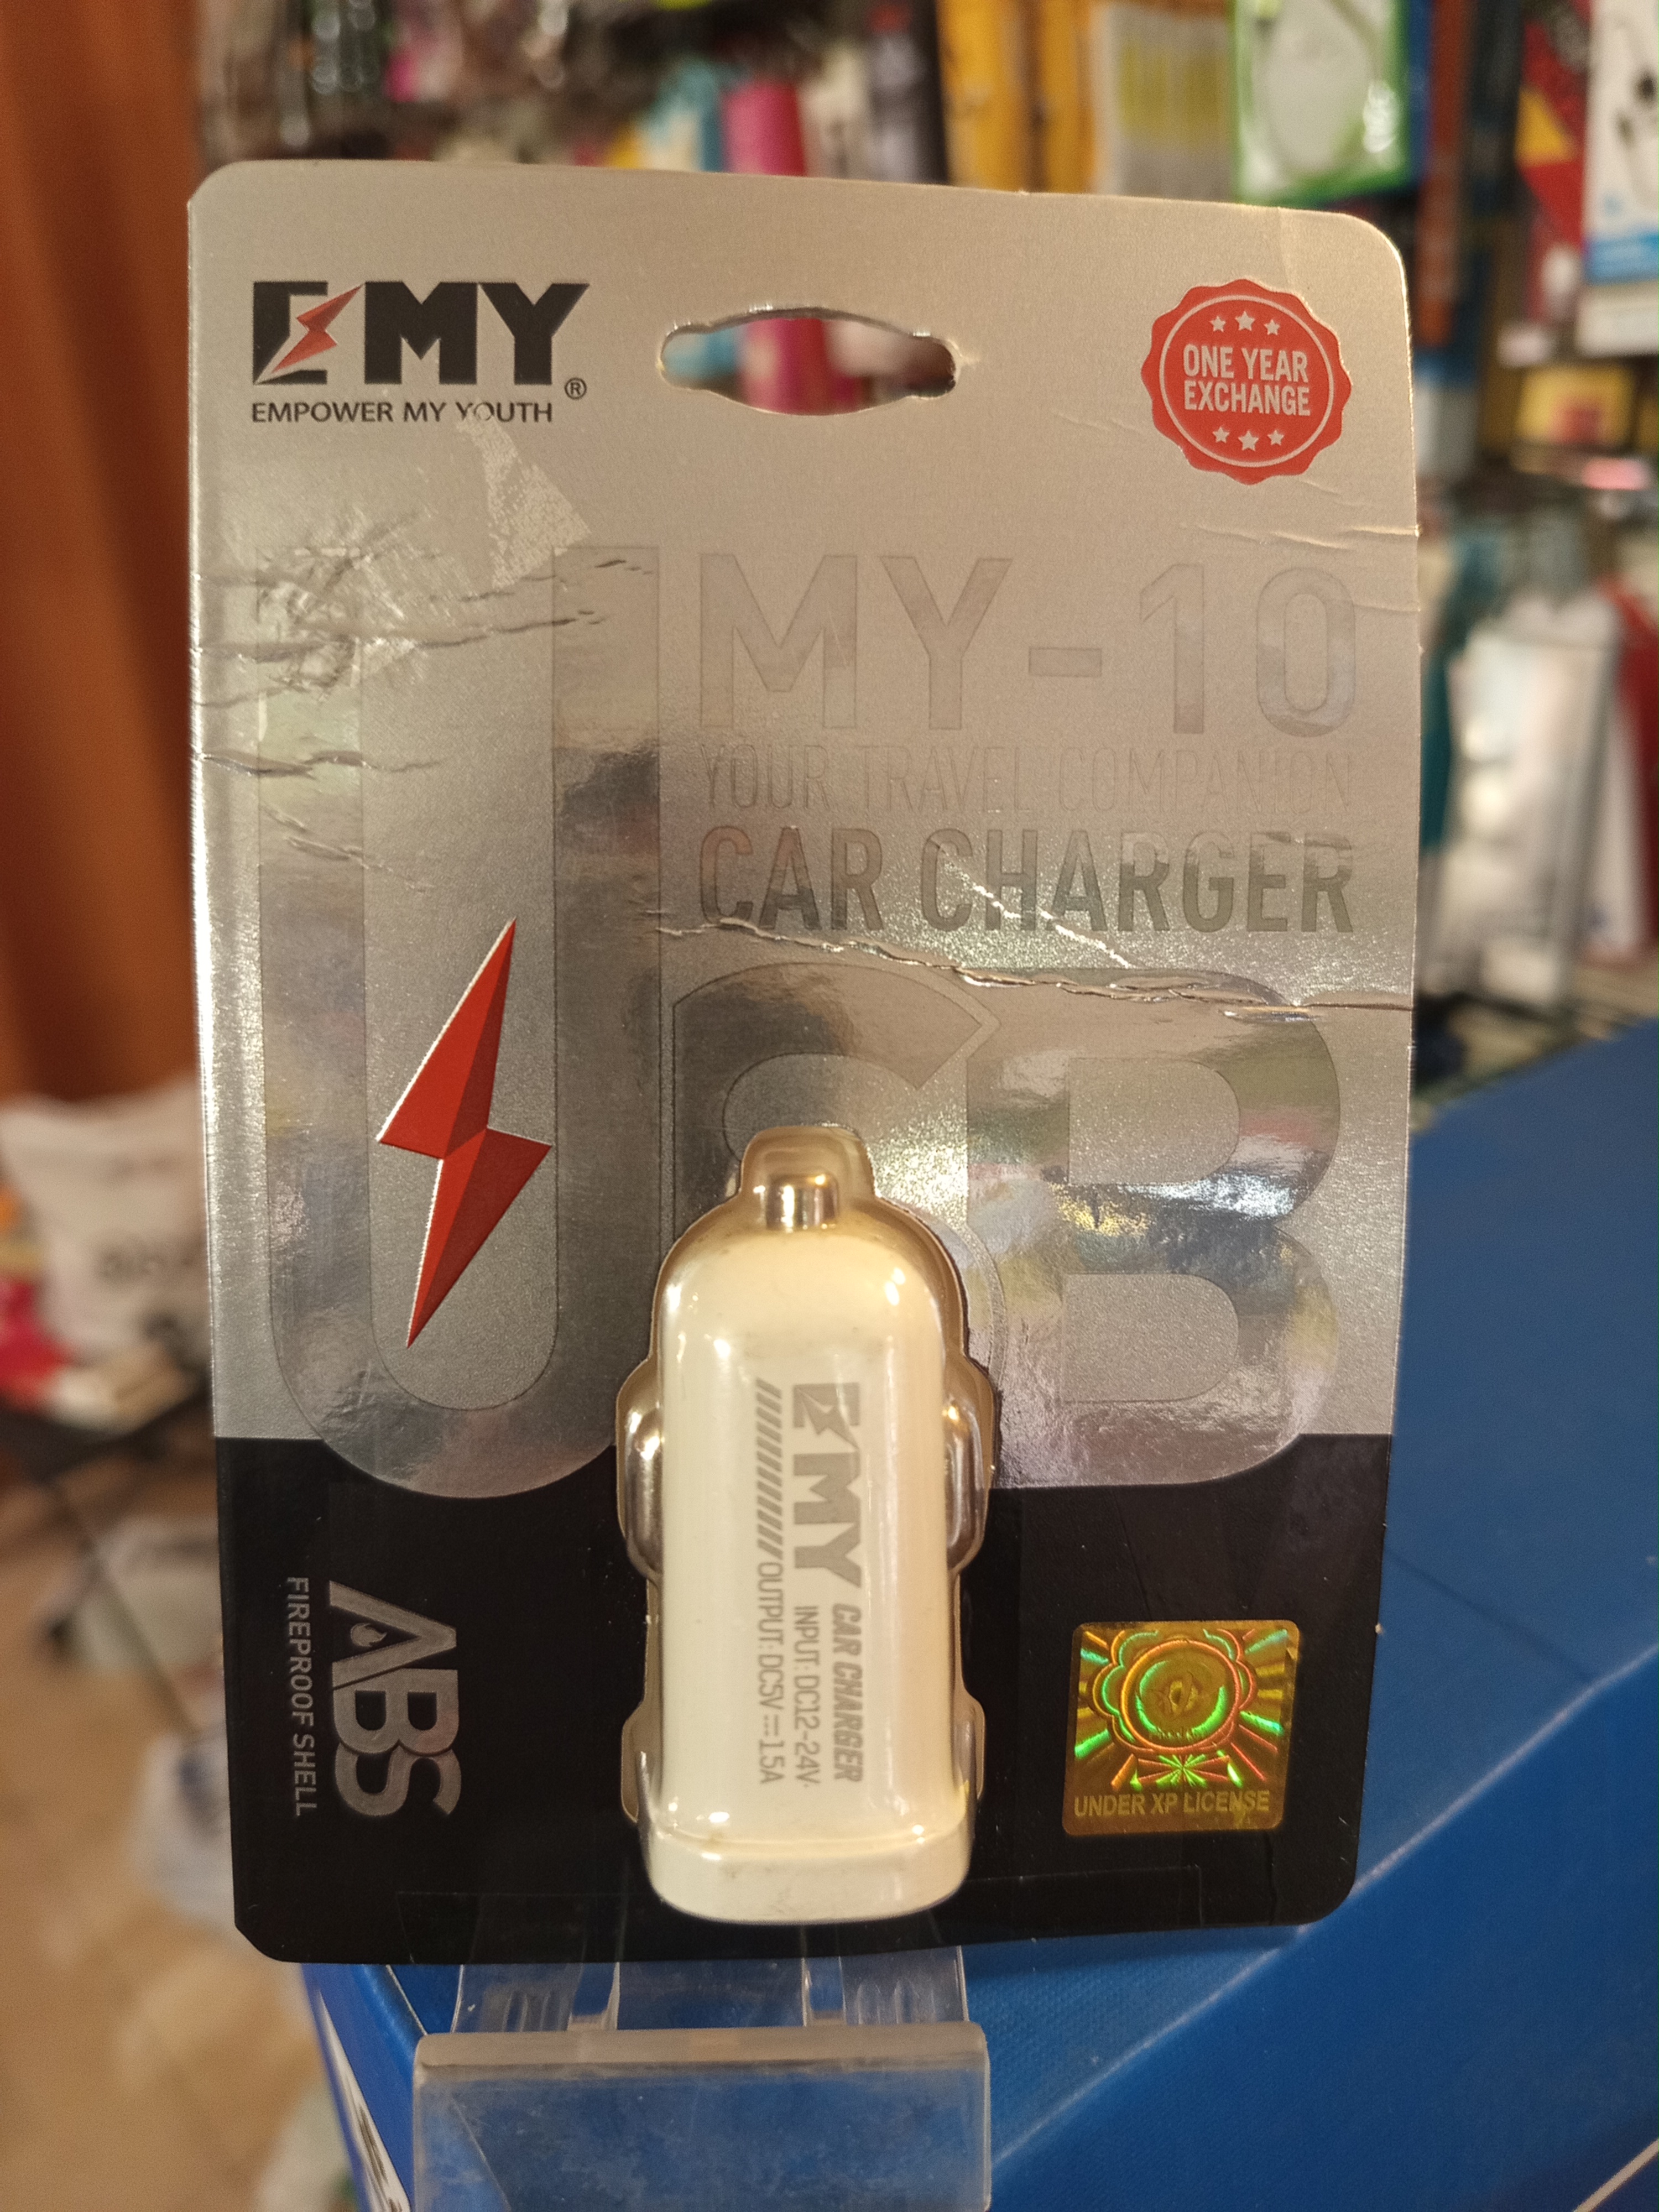 EMY®
EMPOWER MY YOUTH
ONE YEAR
EXCHANGE
MY-10
YOUR TRAVEL COMPANION
CAR CHARGER
USB
EMY CAR CHARGER
INPUT: DC12-24V
OUTPUT: DC5V⎓1.5A
ABS
FIREPROOF SHELL
UNDER XP LICENSE